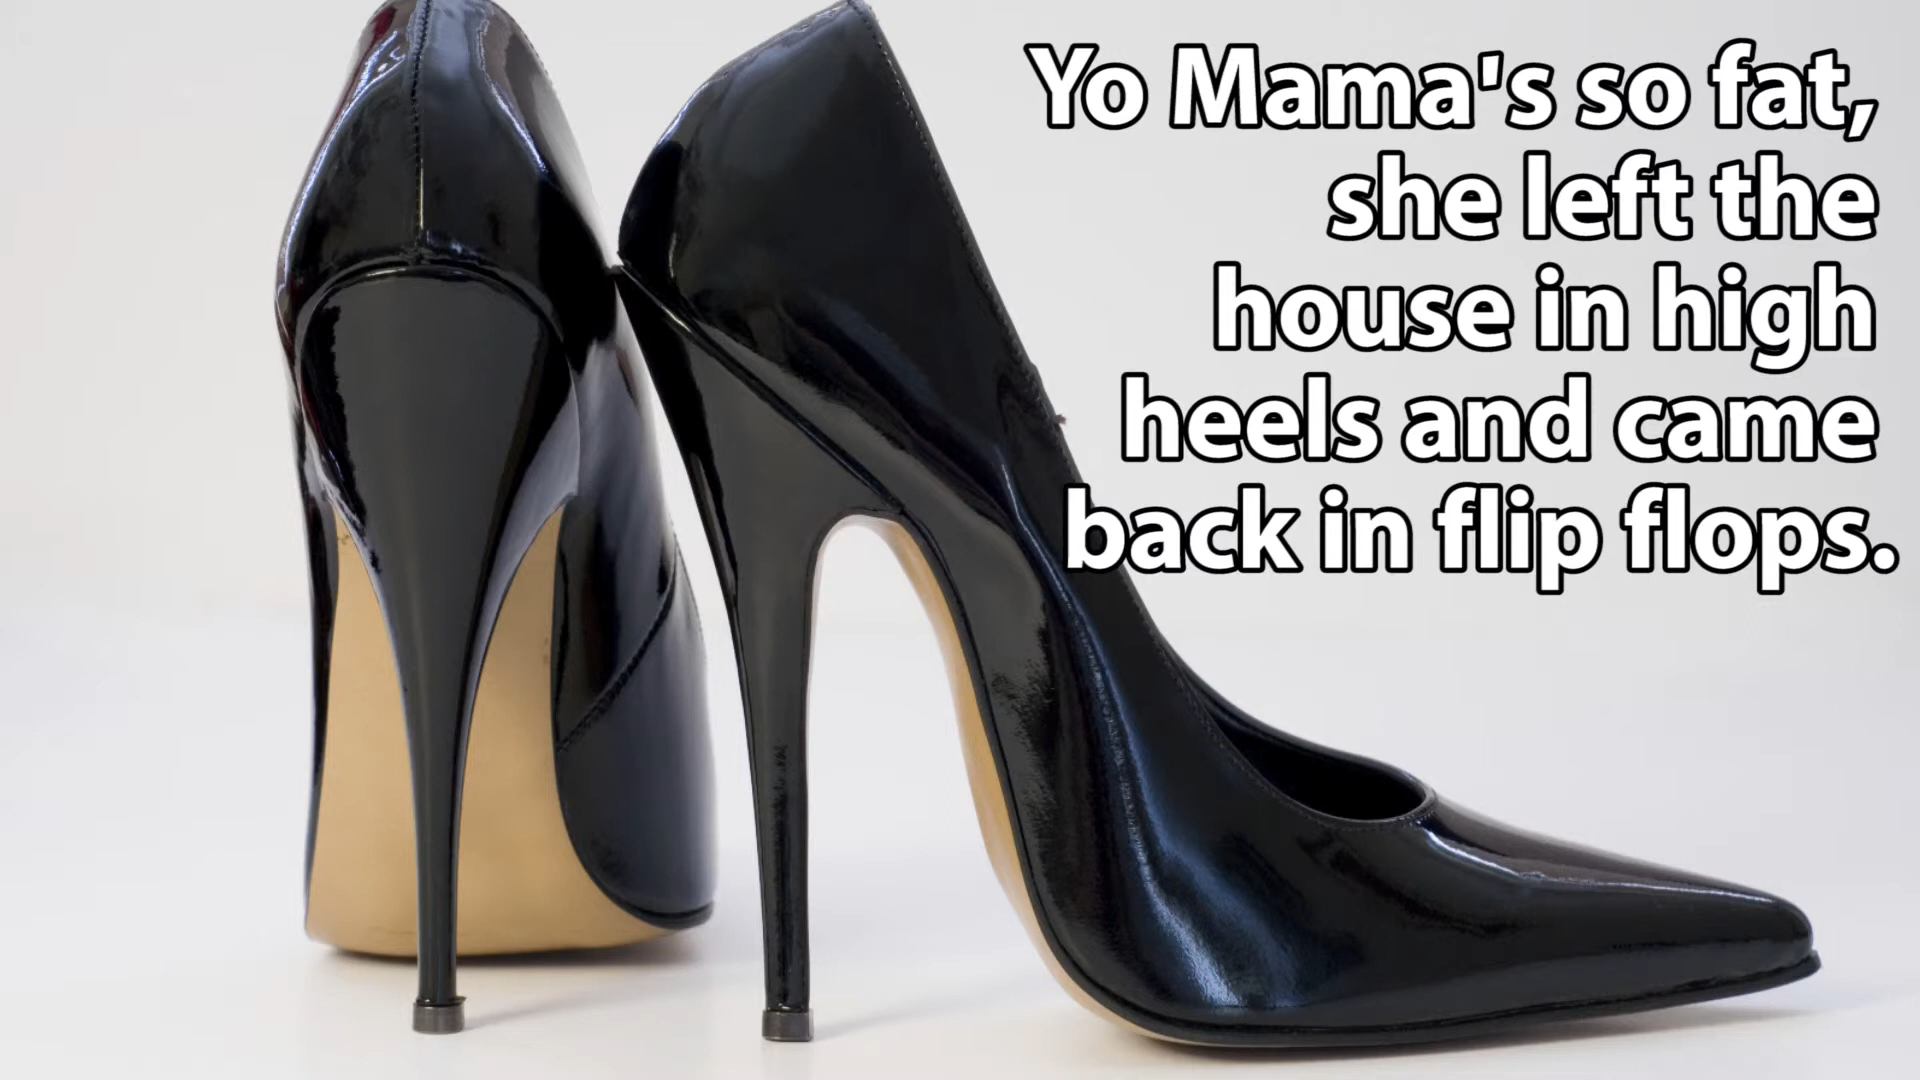 Yo Mama's so fat,
she left the
house in high
heels and came
back in flip flops.